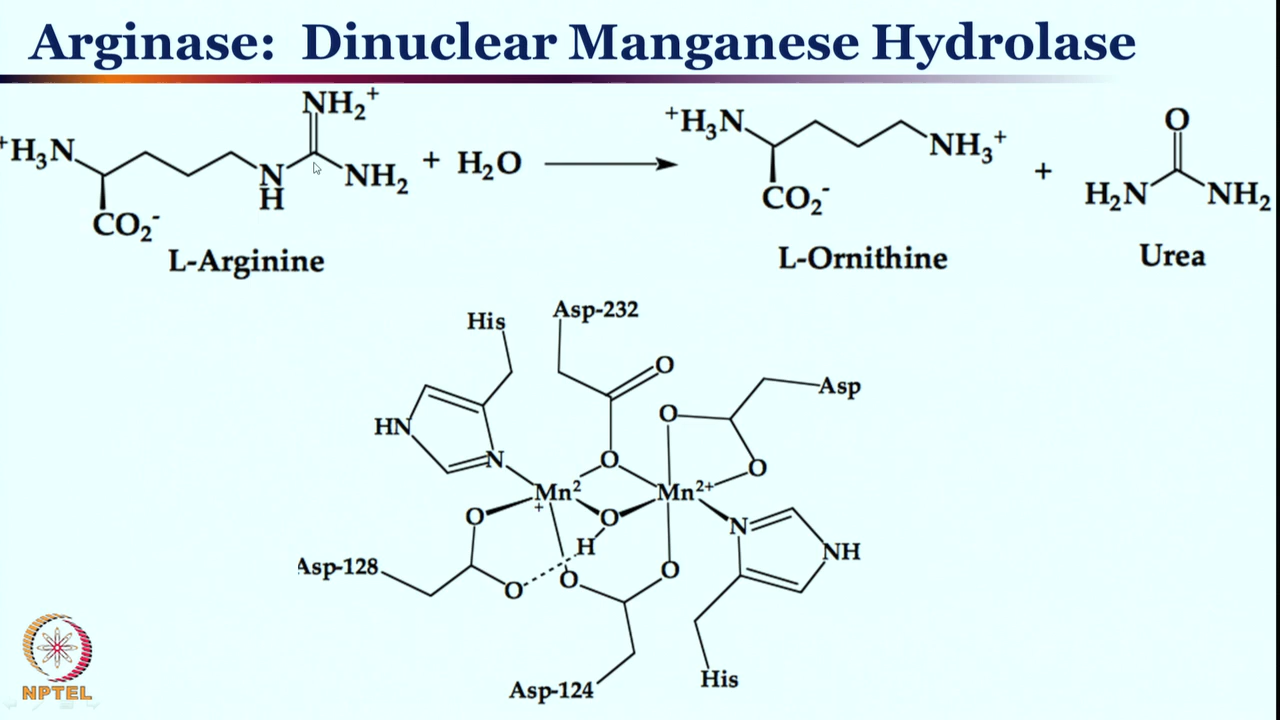 Arginase: Dinuclear Manganese Hydrolase
NH₂⁺
⁺H₃N
N
H
NH₂
CO₂⁻
+ H₂O
L-Arginine
⁺H₃N
NH₃⁺
CO₂⁻
L-Ornithine
+
O
H₂N
NH₂
Urea
His
Asp-232
O
Asp
HN
N
O
O
O
Mn²
+
Mn²⁺
O
O
H
N
NH
Asp-128
O
O
O
Asp-124
His
NPTEL